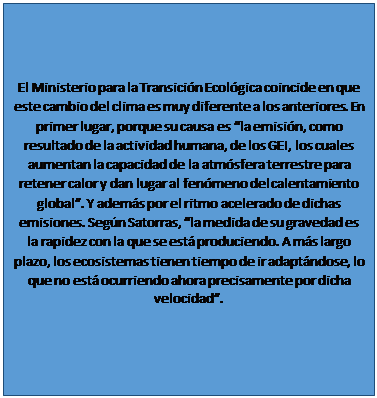 El Ministerio para la Transición Ecológica coincide en que
este cambio del clima es muy diferente a los anteriores. En
primer lugar, porque su causa es “la emisión, como
resultado de la actividad humana, de los GEI, los cuales
aumentan la capacidad de la atmósfera terrestre para
retener calor y dan lugar al fenómeno del calentamiento
global”. Y además por el ritmo acelerado de dichas
emisiones. Según Satorras, “la medida de su gravedad es
la rapidez con la que se está produciendo. A más largo
plazo, los ecosistemas tienen tiempo de ir adaptándose, lo
que no está ocurriendo ahora precisamente por dicha
velocidad”.